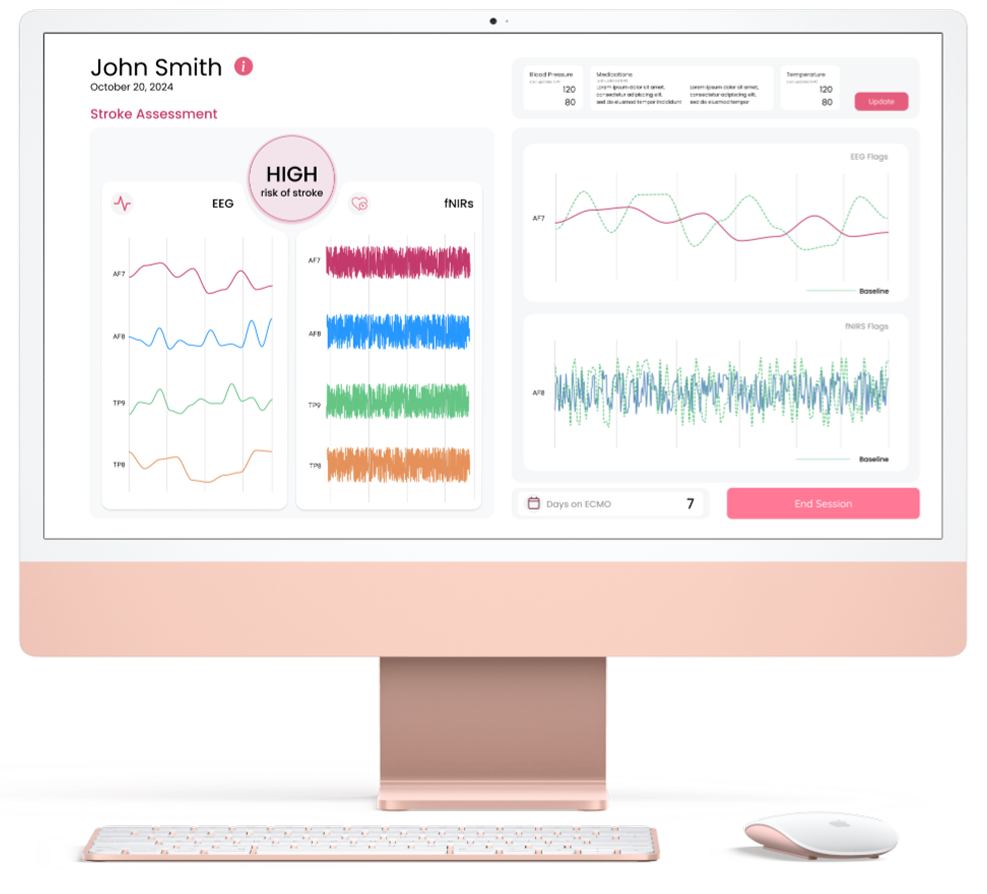 John Smith
i
October 20, 2024
Stroke Assessment
HIGH
risk of stroke
EEG
fNIRs
AF7
AF8
TP9
TP8
AF7
AF8
TP9
TP8
Blood Pressure
120
80
Medications
Lorem ipsum dolor sit amet,
consectetur adipiscing elit,
sed do eiusmod tempor incididunt
Lorem ipsum dolor sit amet,
consectetur adipiscing elit,
sed do eiusmod tempor
Temperature
120
80
Update
EEG Flags
AF7
Baseline
fNIRS Flags
AF8
Baseline
Days on ECMO
7
End Session